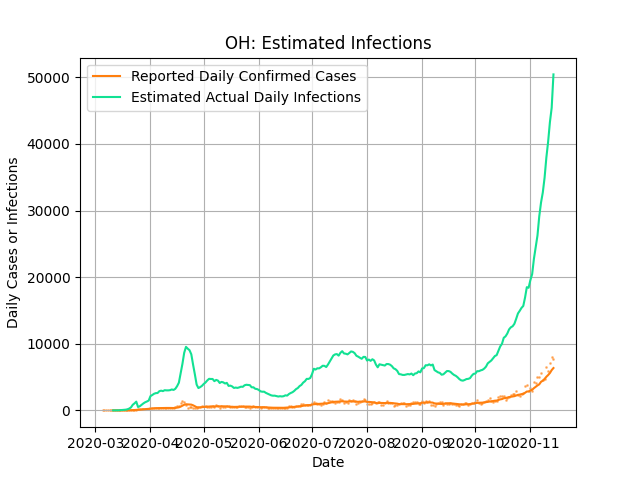 OH: Estimated Infections
Reported Daily Confirmed Cases
Estimated Actual Daily Infections
Daily Cases or Infections
50000
40000
30000
20000
10000
0
2020-03 2020-04 2020-05 2020-06 2020-07 2020-08 2020-09 2020-10 2020-11
Date